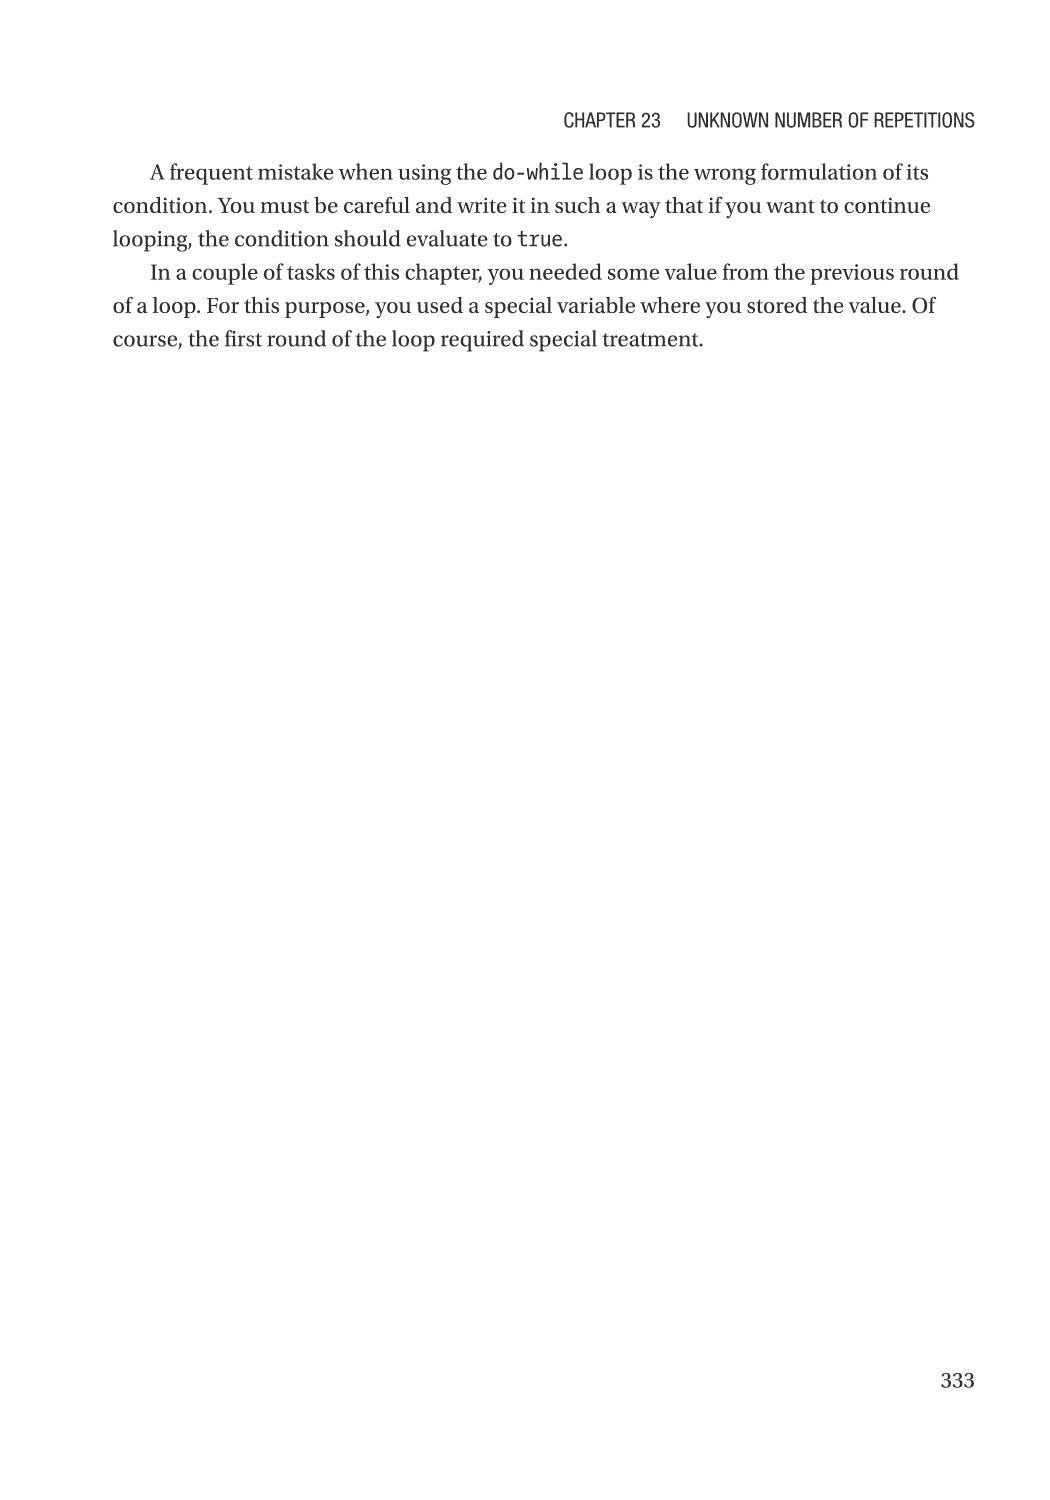 CHAPTER 23 UNKNOWN NUMBER OF REPETITIONS
A frequent mistake when using the do-while loop is the wrong formulation of its
condition. You must be careful and write it in such a way that if you want to continue
looping, the condition should evaluate to true.
In a couple of tasks of this chapter, you needed some value from the previous round
of a loop. For this purpose, you used a special variable where you stored the value. Of
course, the first round of the loop required special treatment.
333